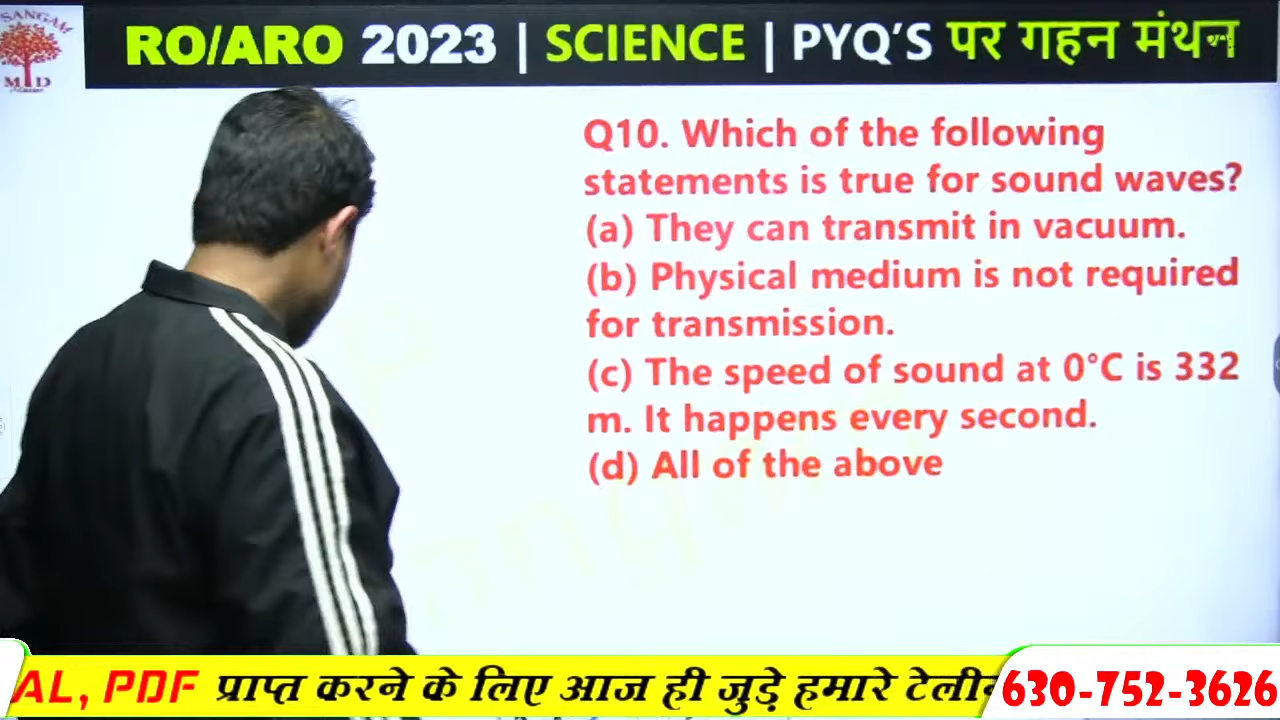 SANGAM
RO/ARO 2023 | SCIENCE | PYQ'S पर गहन मंथन
Q10. Which of the following
statements is true for sound waves?
(a) They can transmit in vacuum.
(b) Physical medium is not required
for transmission.
(c) The speed of sound at 0°C is 332
m. It happens every second.
(d) All of the above
AL, PDF प्राप्त करने के लिए आज ही जुड़े हमारे
630-752-3626